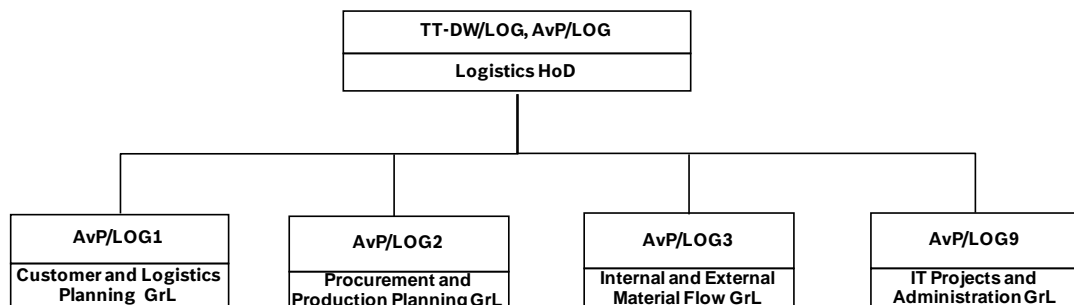 TT-DW/LOG, AvP/LOG
Logistics HoD
AvP/LOG1
Customer and Logistics
Planning GrL
AvP/LOG2
Procurement and
Production Planning GrL
AvP/LOG3
Internal and External
Material Flow GrL
AvP/LOG9
IT Projects and
Administration GrL